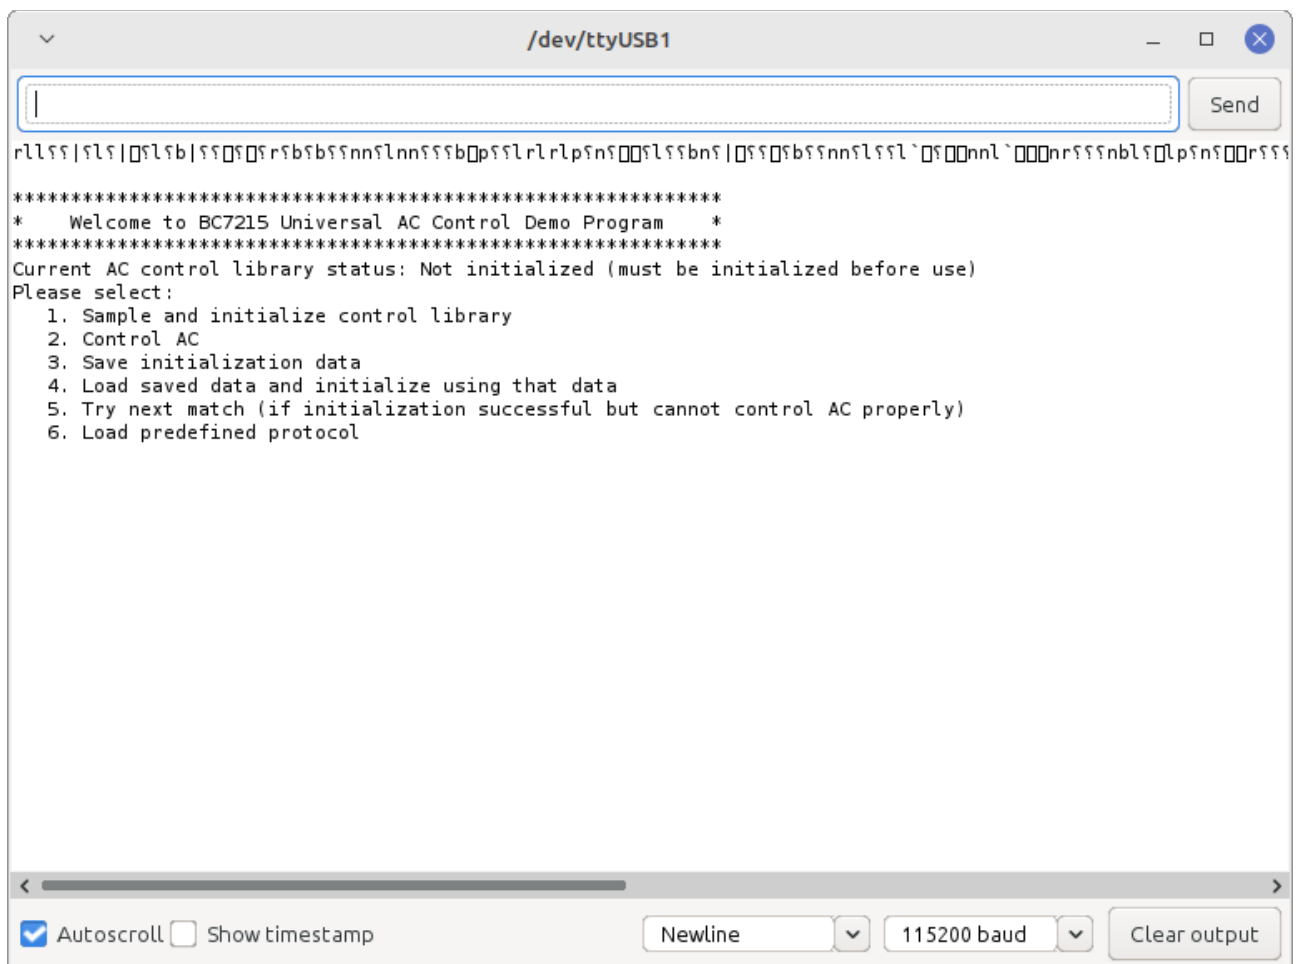 /dev/ttyUSB1
Send
************************************************************** 
*    Welcome to BC7215 Universal AC Control Demo Program    *
**************************************************************
Current AC control library status: Not initialized (must be initialized before use)
Please select:
1. Sample and initialize control library
2. Control AC
3. Save initialization data
4. Load saved data and initialize using that data
5. Try next match (if initialization successful but cannot control AC properly)
6. Load predefined protocol
Autoscroll Show timestamp Newline 115200 baud Clear output